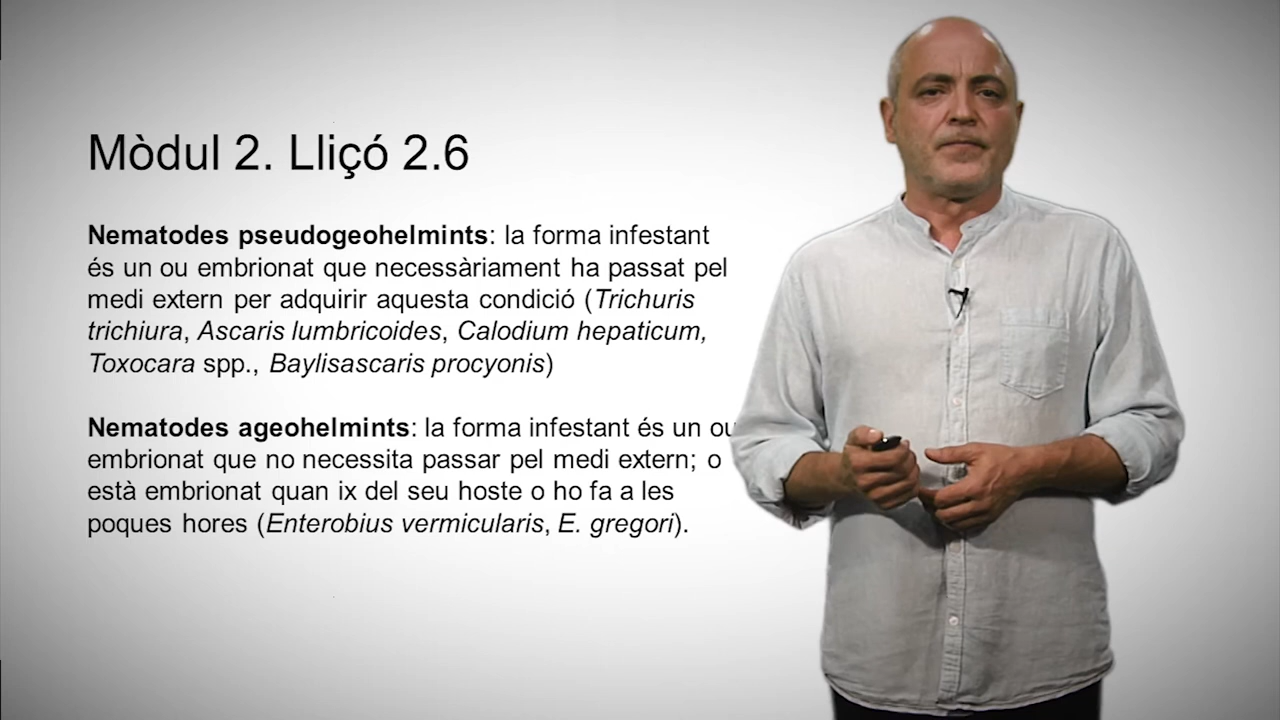 Mòdul 2. Lliçó 2.6
Nematodes pseudogeohelmints: la forma infestant
és un ou embrionat que necessàriament ha passat pel
medi extern per adquirir aquesta condició (Trichuris
trichiura, Ascaris lumbricoides, Calodium hepaticum,
Toxocara spp., Baylisascaris procyonis)
Nematodes ageohelmints: la forma infestant és un ou
embrionat que no necessita passar pel medi extern; o
està embrionat quan ix del seu hoste o ho fa a les
poques hores (Enterobius vermicularis, E. gregori).